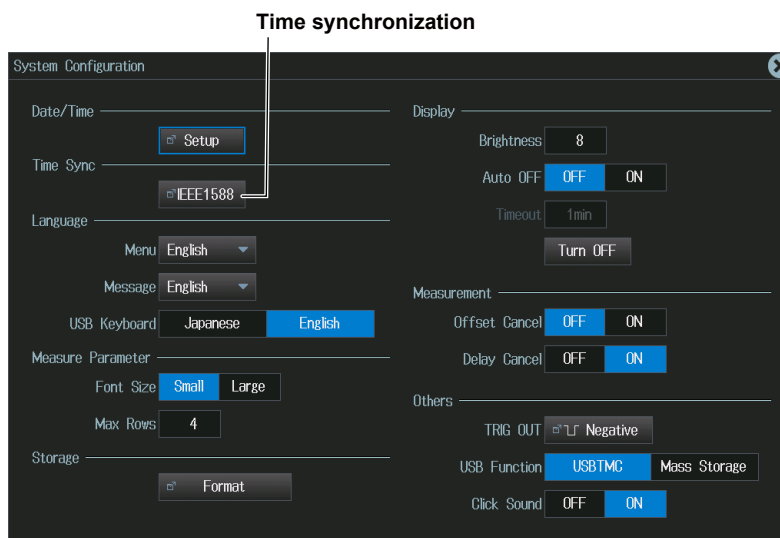 Time synchronization
System Configuration
Date/Time
Setup
Time Sync
IEEE1588
Language
Menu English
Message English
USB Keyboard Japanese English
Measure Parameter
Font Size Small Large
Max Rows 4
Storage
Format
Display
Brightness 8
Auto OFF OFF ON
Timeout 1min
Turn OFF
Measurement
Offset Cancel OFF ON
Delay Cancel OFF ON
Others
TRIG OUT Negative
USB Function USBTMC Mass Storage
Click Sound OFF ON